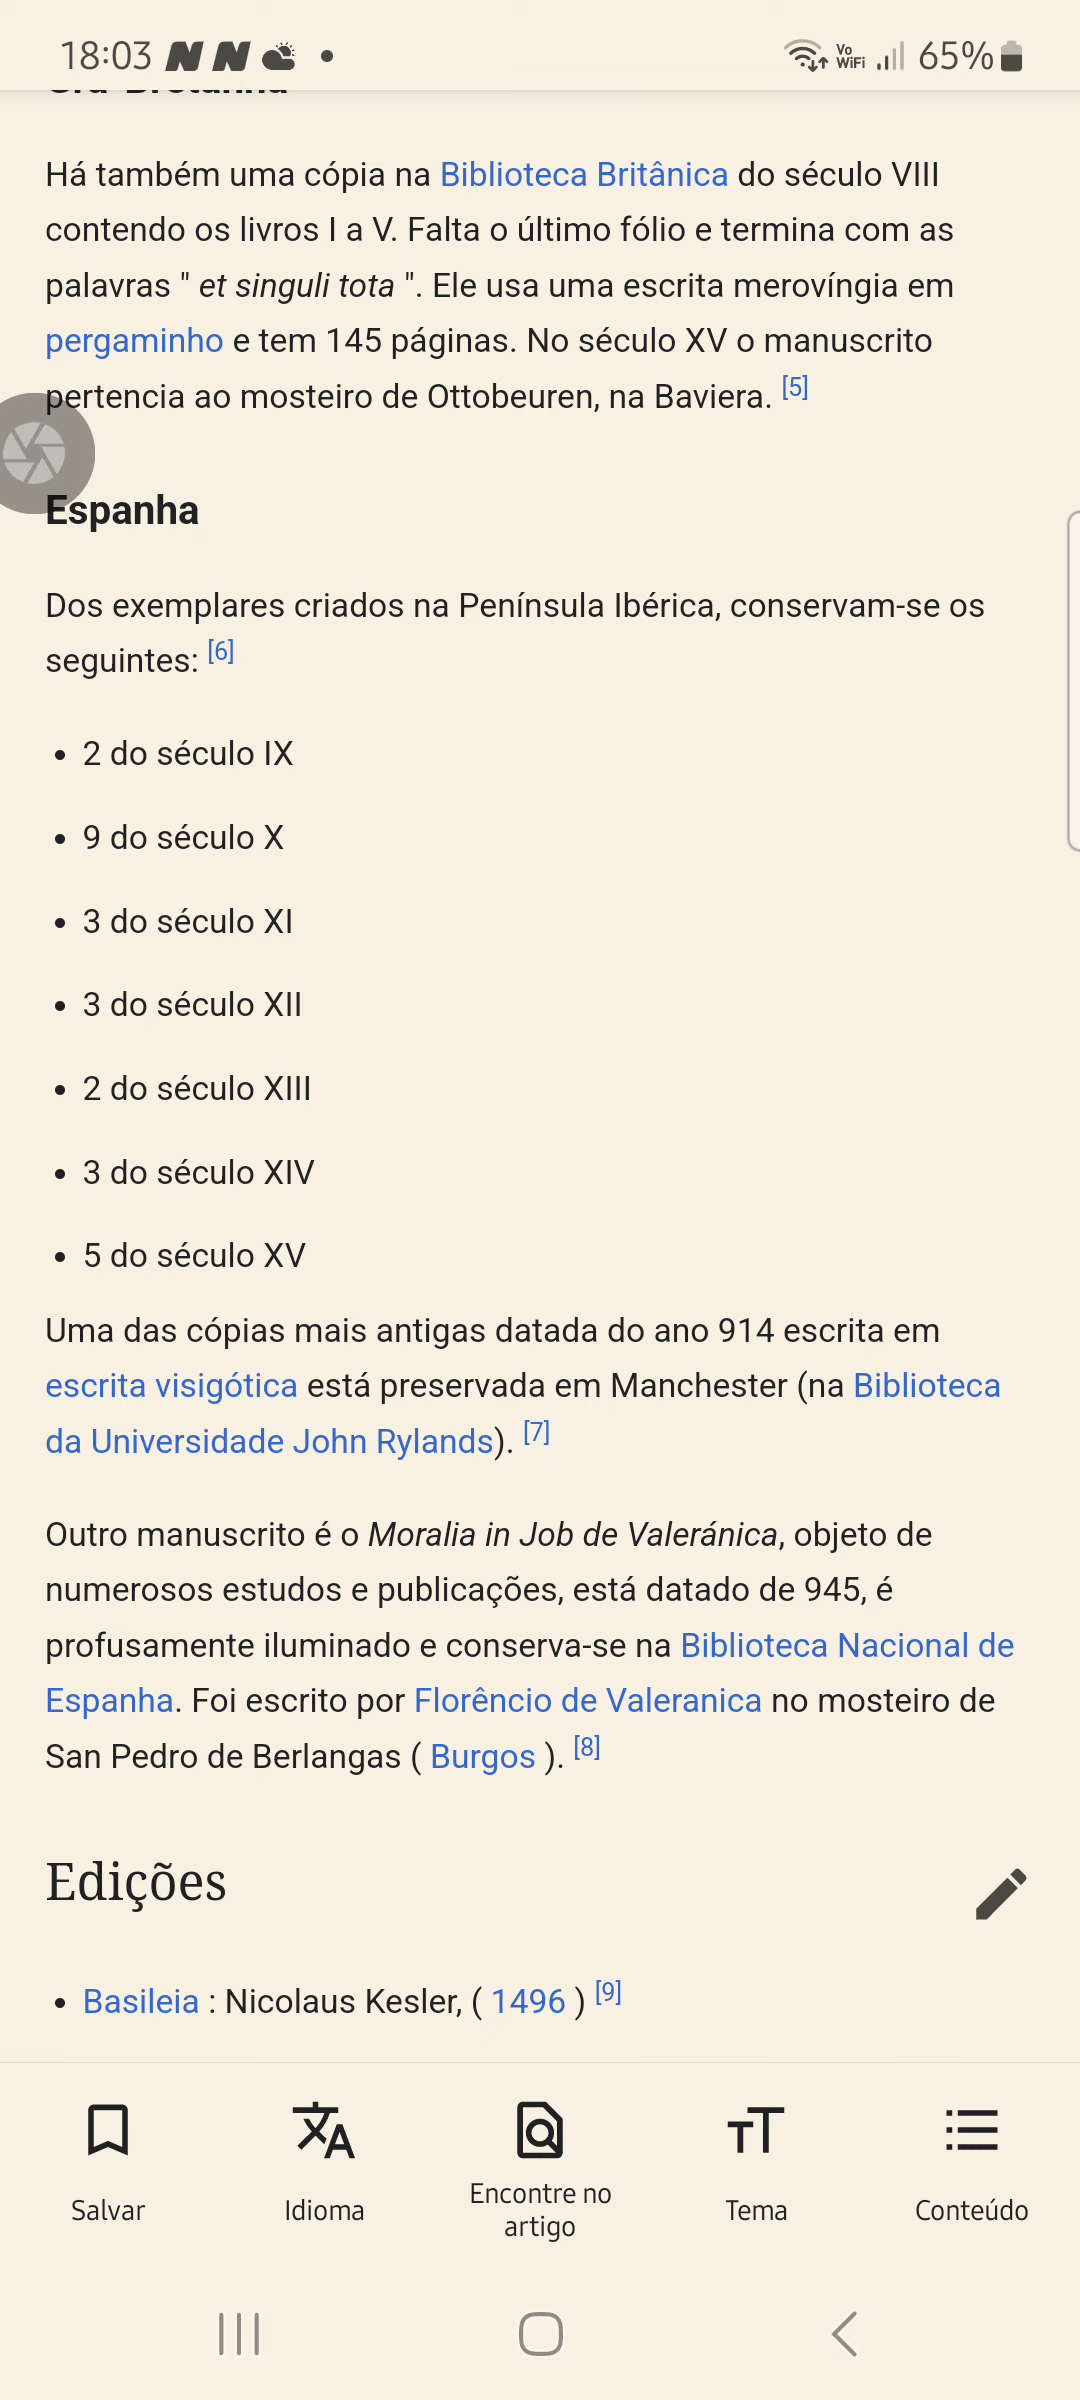 18:03
Vo
WiFi
65%
Há também uma cópia na Biblioteca Britânica do século VIII
contendo os livros I a V. Falta o último fólio e termina com as
palavras " et singuli tota ". Ele usa uma escrita merovíngia em
pergaminho e tem 145 páginas. No século XV o manuscrito
pertencia ao mosteiro de Ottobeuren, na Baviera. [5]
Espanha
Dos exemplares criados na Península Ibérica, conservam-se os
seguintes: [6]
• 2 do século IX
• 9 do século X
• 3 do século XI
• 3 do século XII
• 2 do século XIII
• 3 do século XIV
• 5 do século XV
Uma das cópias mais antigas datada do ano 914 escrita em
escrita visigótica está preservada em Manchester (na Biblioteca
da Universidade John Rylands). [7]
Outro manuscrito é o Moralia in Job de Valeránica, objeto de
numerosos estudos e publicações, está datado de 945, é
profusamente iluminado e conserva-se na Biblioteca Nacional de
Espanha. Foi escrito por Florêncio de Valeranica no mosteiro de
San Pedro de Berlangas ( Burgos ). [8]
Edições
• Basileia : Nicolaus Kesler, ( 1496 ) [9]
Salvar
Idioma
Encontre no
artigo
Tema
Conteúdo